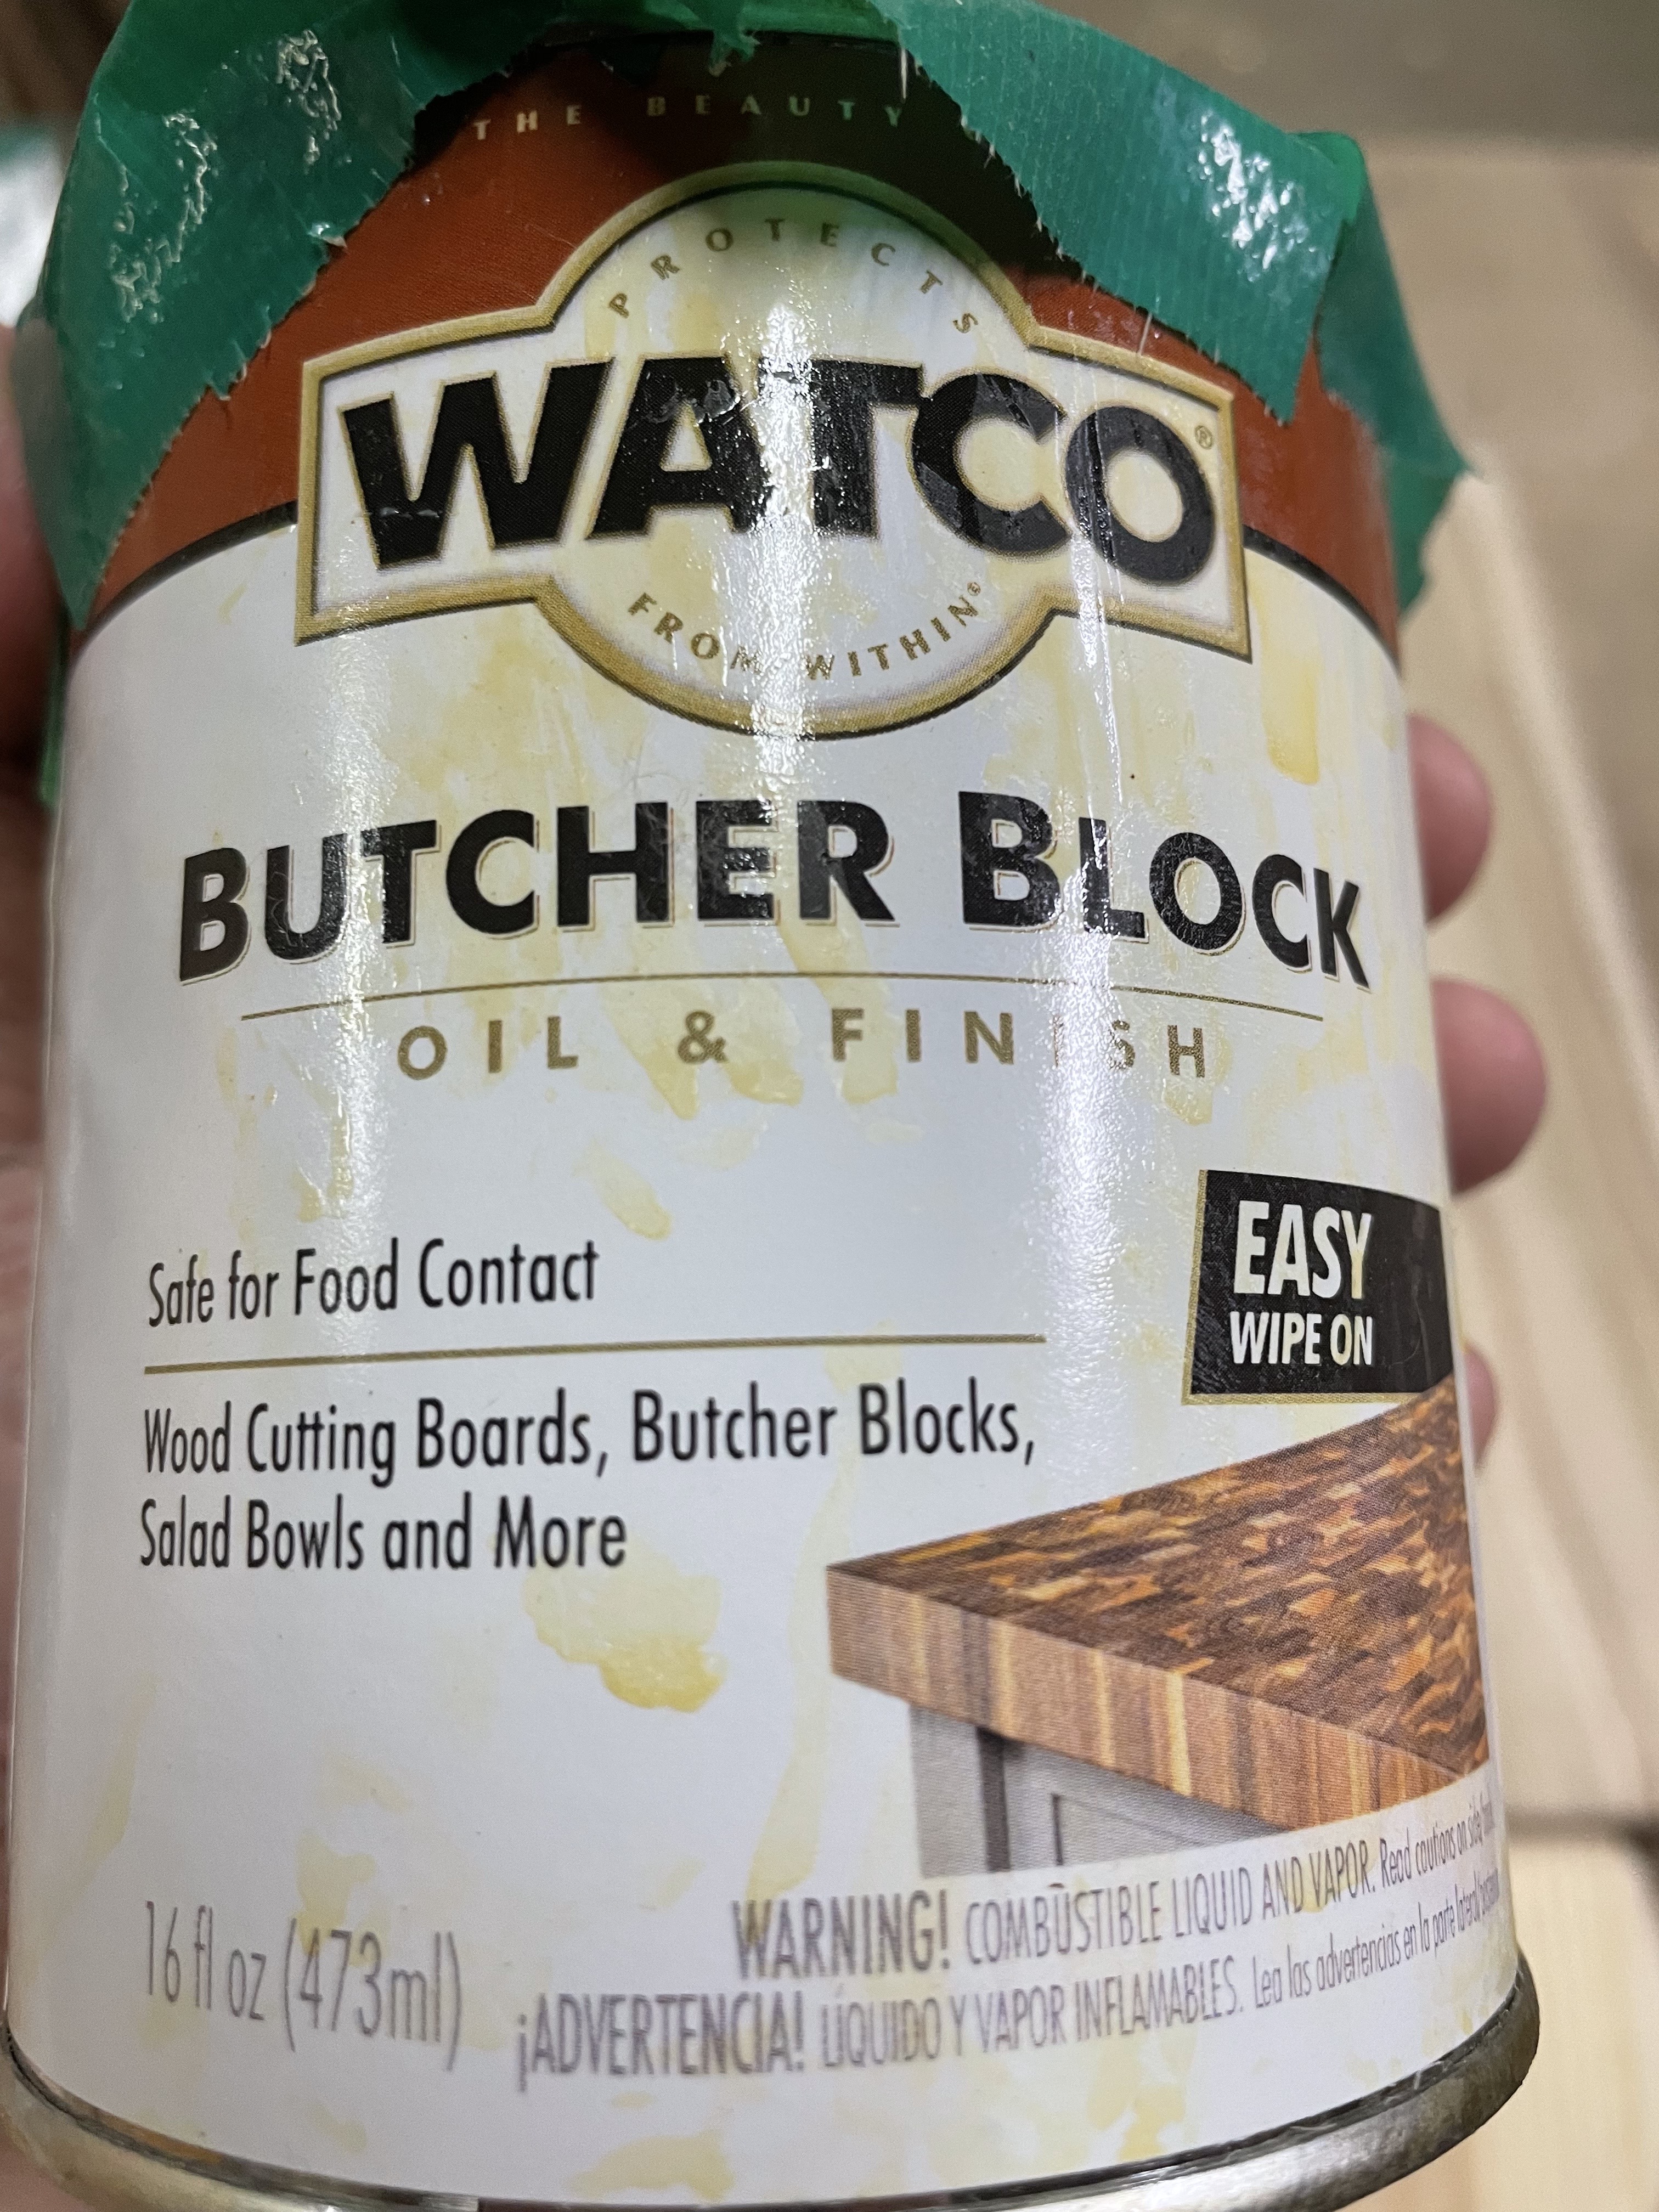 THE BEAUTY
PROTECTS
WATCO®
FROM WITHIN®
BUTCHER BLOCK
OIL & FINISH
Safe for Food Contact
EASY
WIPE ON
Wood Cutting Boards, Butcher Blocks,
Salad Bowls and More
16 fl oz (473ml)
WARNING! COMBUSTIBLE LIQUID AND VAPOR. Read cautions on side/
¡ADVERTENCIA! LÍQUIDO Y VAPOR INFLAMABLES. Lea las advertencias en la parte lateral/